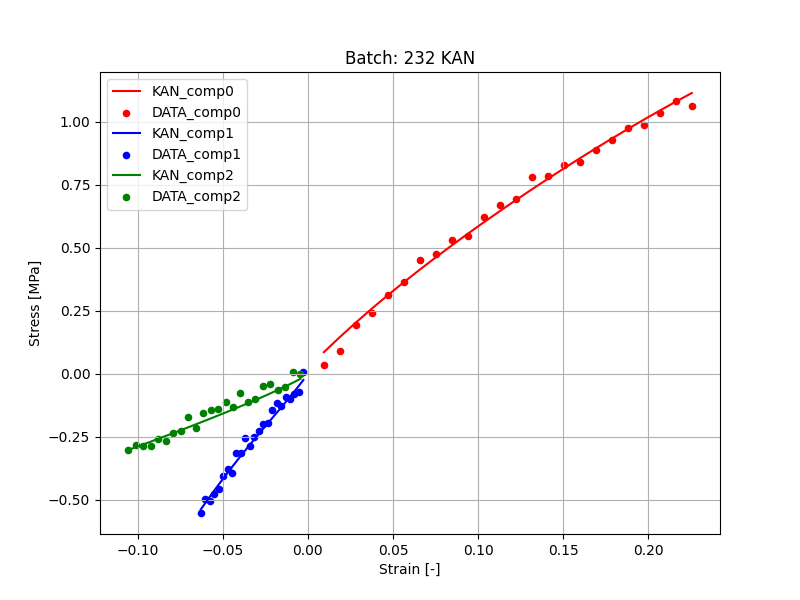 Batch: 232 KAN
KAN_comp0
DATA_comp0
KAN_comp1
DATA_comp1
KAN_comp2
DATA_comp2
1.00
0.75
0.50
0.25
0.00
−0.25
−0.50
Stress [MPa]
−0.10 −0.05 0.00 0.05 0.10 0.15 0.20
Strain [-]